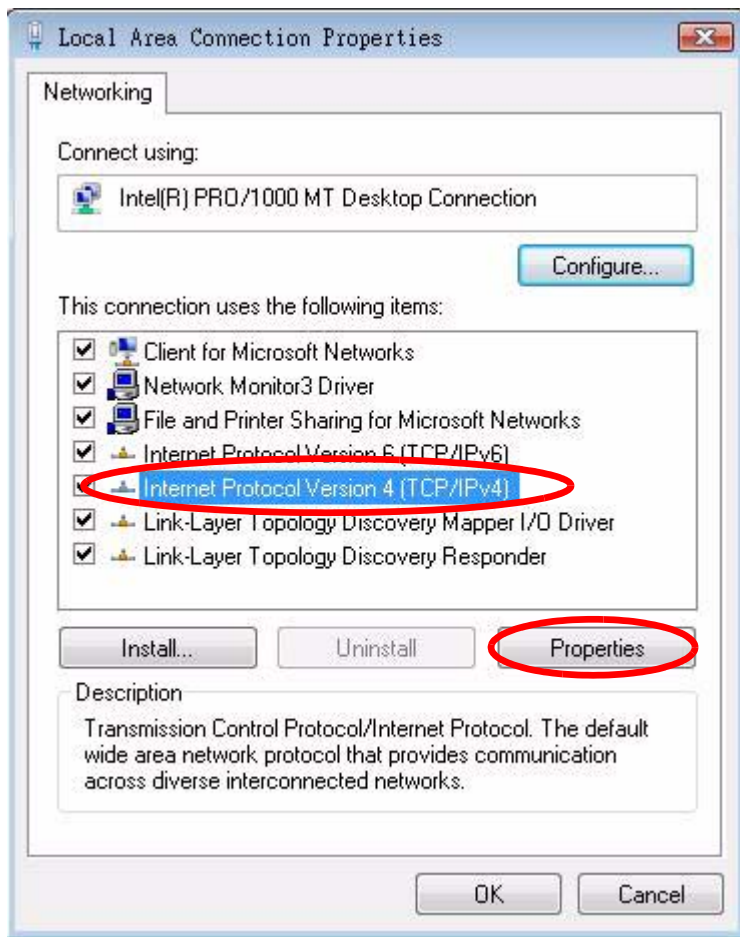 Local Area Connection Properties
Networking
Connect using:
Intel(R) PRO/1000 MT Desktop Connection
Configure...
This connection uses the following items:
Client for Microsoft Networks
Network Monitor3 Driver
File and Printer Sharing for Microsoft Networks
Internet Protocol Version 6 (TCP/IPv6)
Internet Protocol Version 4 (TCP/IPv4)
Link-Layer Topology Discovery Mapper I/O Driver
Link-Layer Topology Discovery Responder
Install... Uninstall Properties
Description
Transmission Control Protocol/Internet Protocol. The default
wide area network protocol that provides communication
across diverse interconnected networks.
OK Cancel